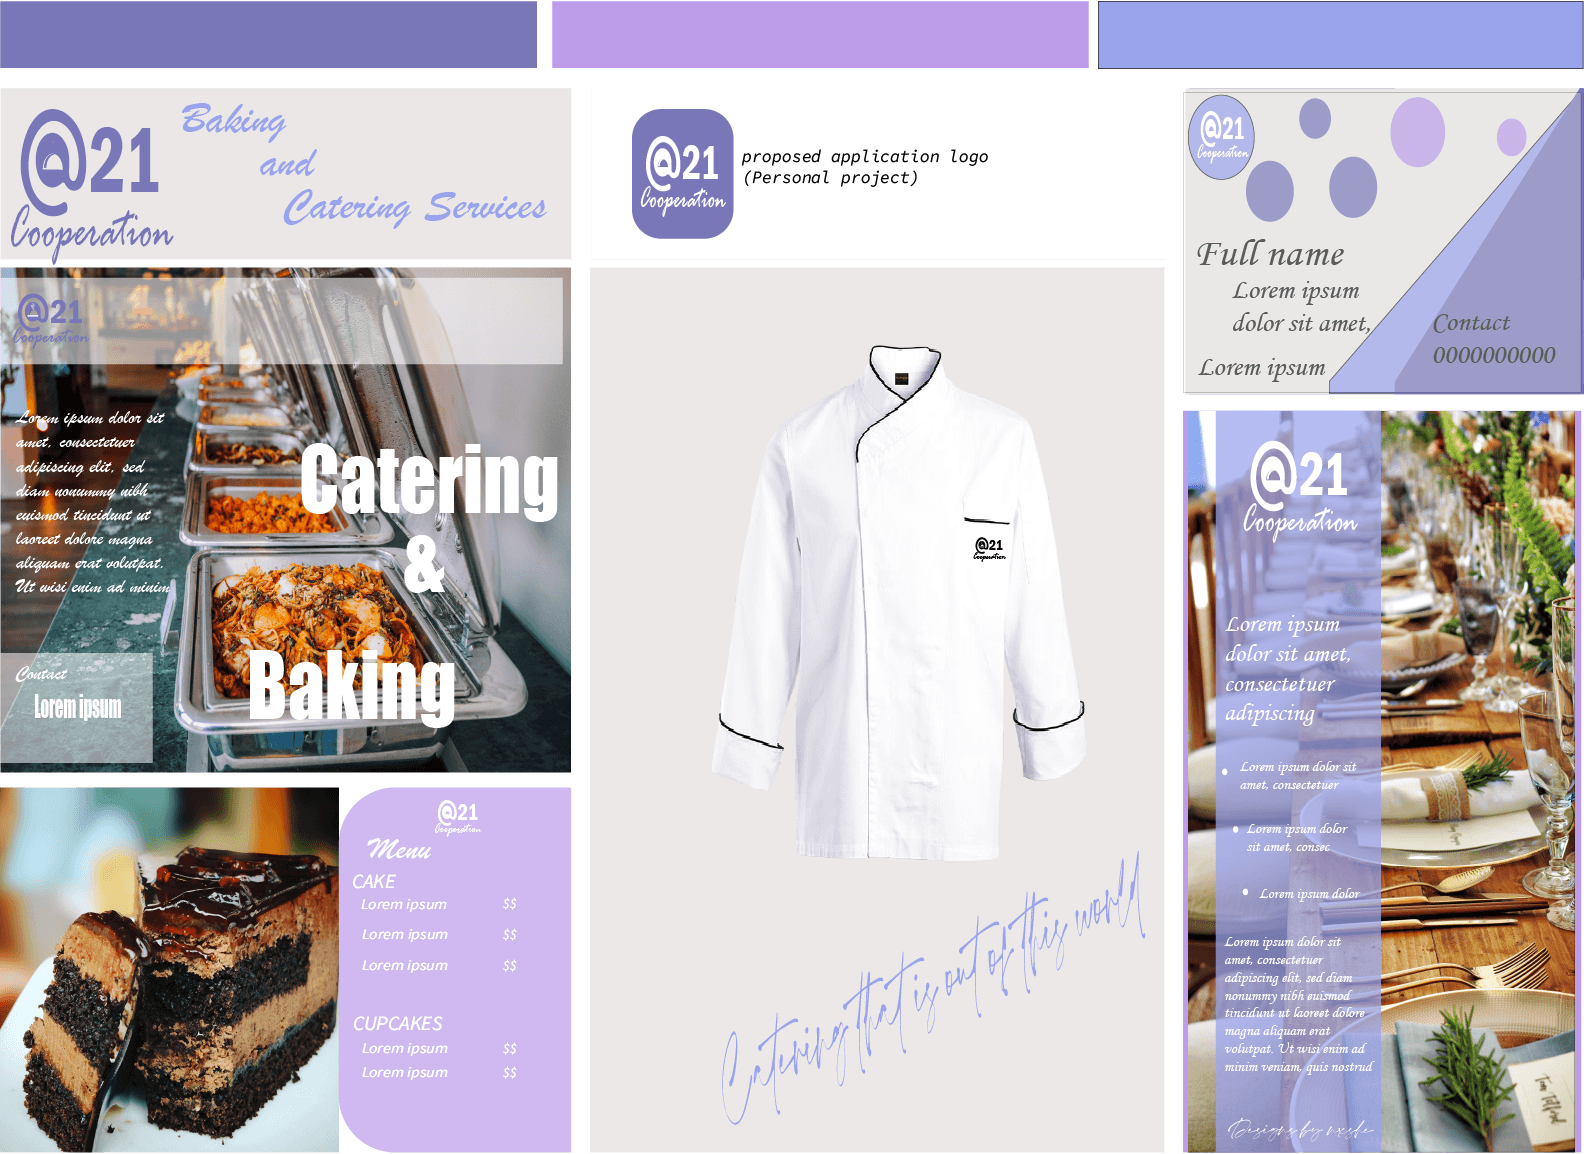 @21
Cooperation
Baking
and
Catering Services
@21
Cooperation
proposed application logo
(Personal project)
@21
Cooperation
Full name
Lorem ipsum
dolor sit amet,
Lorem ipsum
Contact
0000000000
@21
Cooperation
Lorem ipsum dolor sit
amet, consectetuer
adipiscing elit, sed
diam nonummy nibh
euismod tincidunt ut
laoreet dolore magna
aliquam erat volutpat.
Ut wisi enim ad minim
Catering
&
Baking
Contact
Lorem ipsum
@21
Cooperation
Menu
CAKE
Lorem ipsum $$
Lorem ipsum $$
Lorem ipsum $$
CUPCAKES
Lorem ipsum $$
Lorem ipsum $$
@21
Cooperation
Catering that is out of this world
@21
Cooperation
Lorem ipsum
dolor sit amet,
consectetuer
adipiscing
• Lorem ipsum dolor sit
amet, consectetuer
• Lorem ipsum dolor
sit amet, consec
• Lorem ipsum dolor
Lorem ipsum dolor sit
amet, consectetuer
adipiscing elit, sed diam
nonummy nibh euismod
tincidunt ut laoreet dolore
magna aliquam erat
volutpat. Ut wisi enim ad
minim veniam, quis nostrud
Designs by